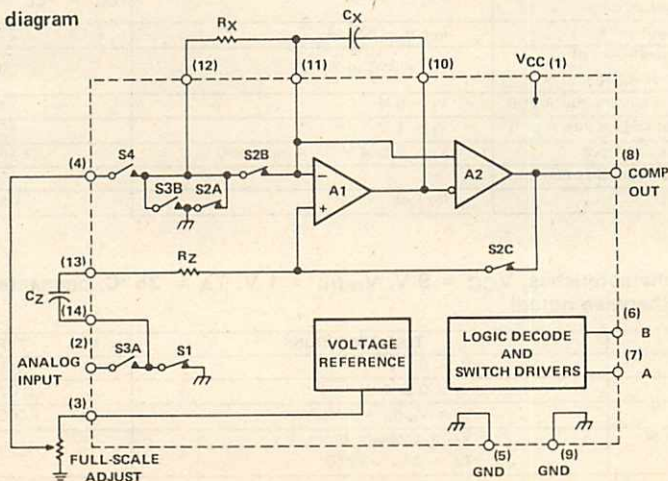 diagram
RX
CX
(12)
(11)
(10)
VCC (1)
(4)
S4
S2B
S3B
S2A
A1
A2
(8)
COMP
OUT
(13)
RZ
S2C
CZ
(14)
(2)
ANALOG
INPUT
S3A
S1
VOLTAGE
REFERENCE
LOGIC DECODE
AND
SWITCH DRIVERS
(6)
B
(7)
A
(3)
FULL-SCALE
ADJUST
(5)
GND
(9)
GND